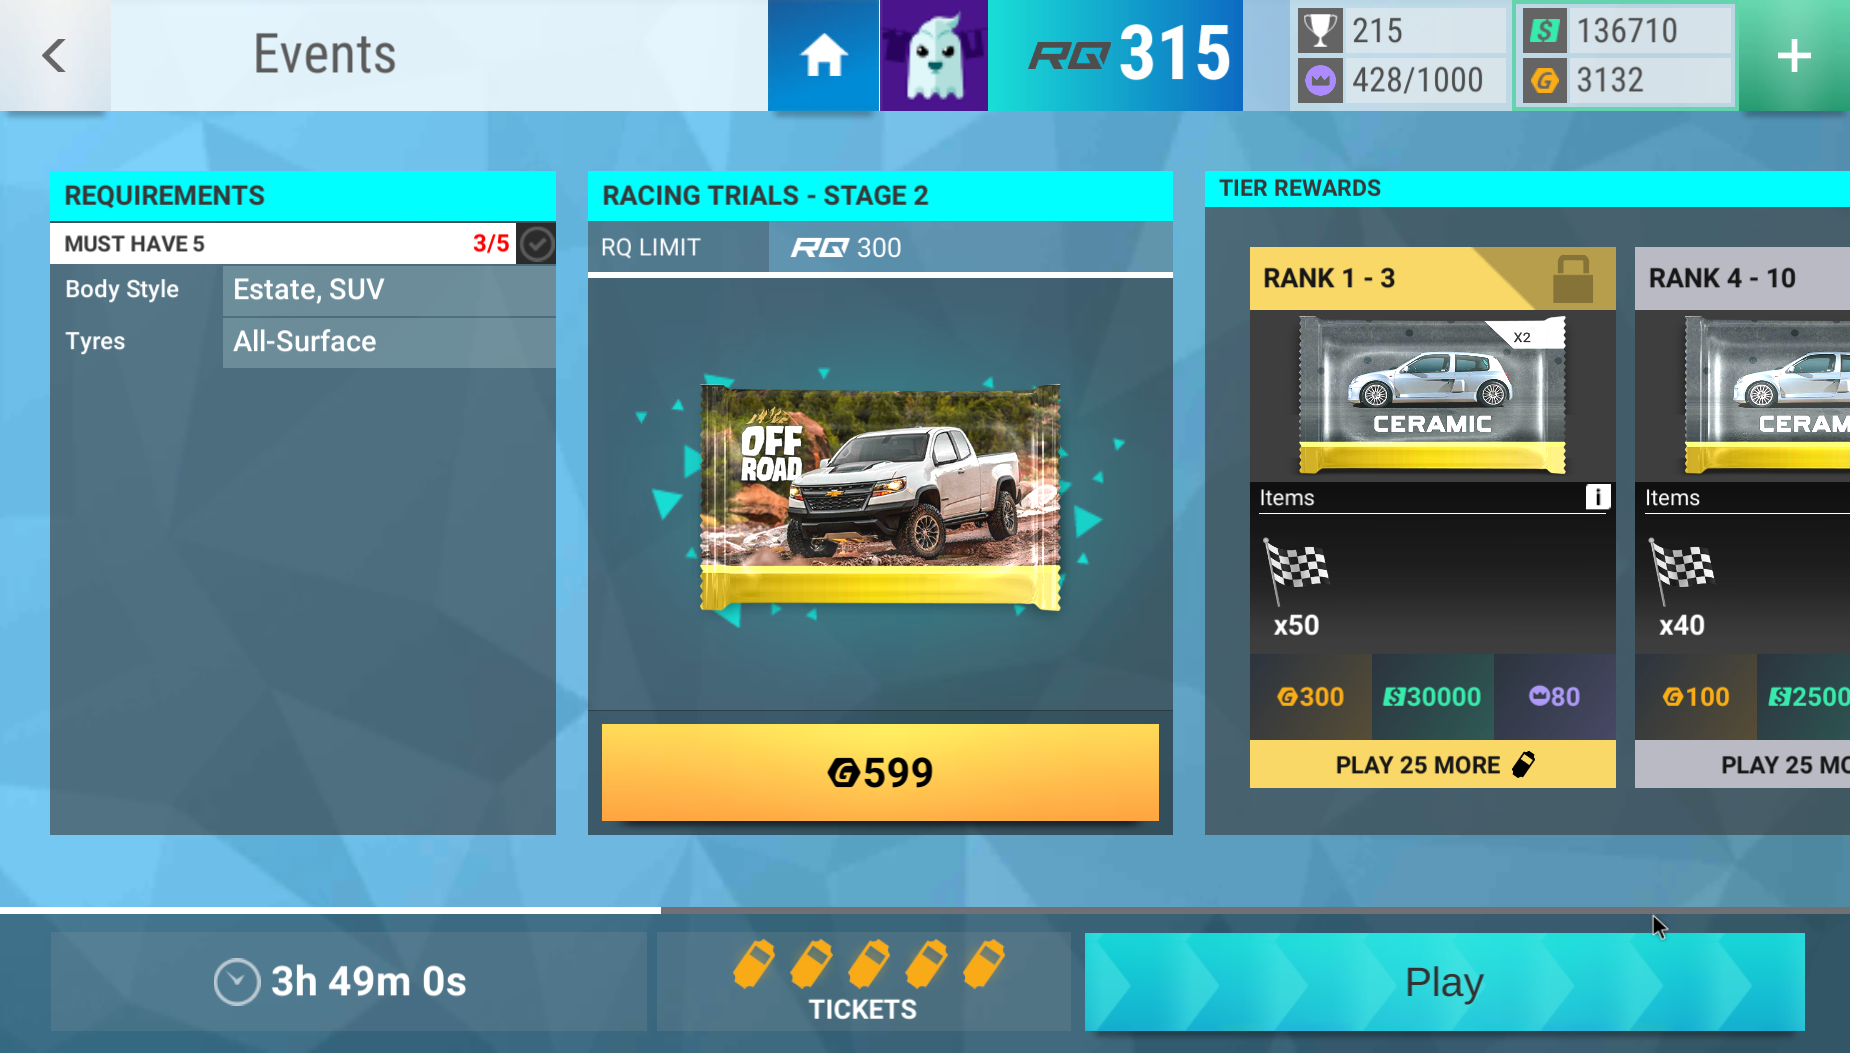 Events
RQ 315
215
428/1000
136710
3132
+
REQUIREMENTS
MUST HAVE 5 3/5
Body Style Estate, SUV
Tyres All-Surface
RACING TRIALS - STAGE 2
RQ LIMIT RQ 300
OFF
ROAD
G599
TIER REWARDS
RANK 1 - 3
X2
CERAMIC
Items i
x50
G300 $30000 80
PLAY 25 MORE
RANK 4 - 10
CERAM
Items
x40
G100 $2500
PLAY 25 MO
3h 49m 0s
TICKETS
Play